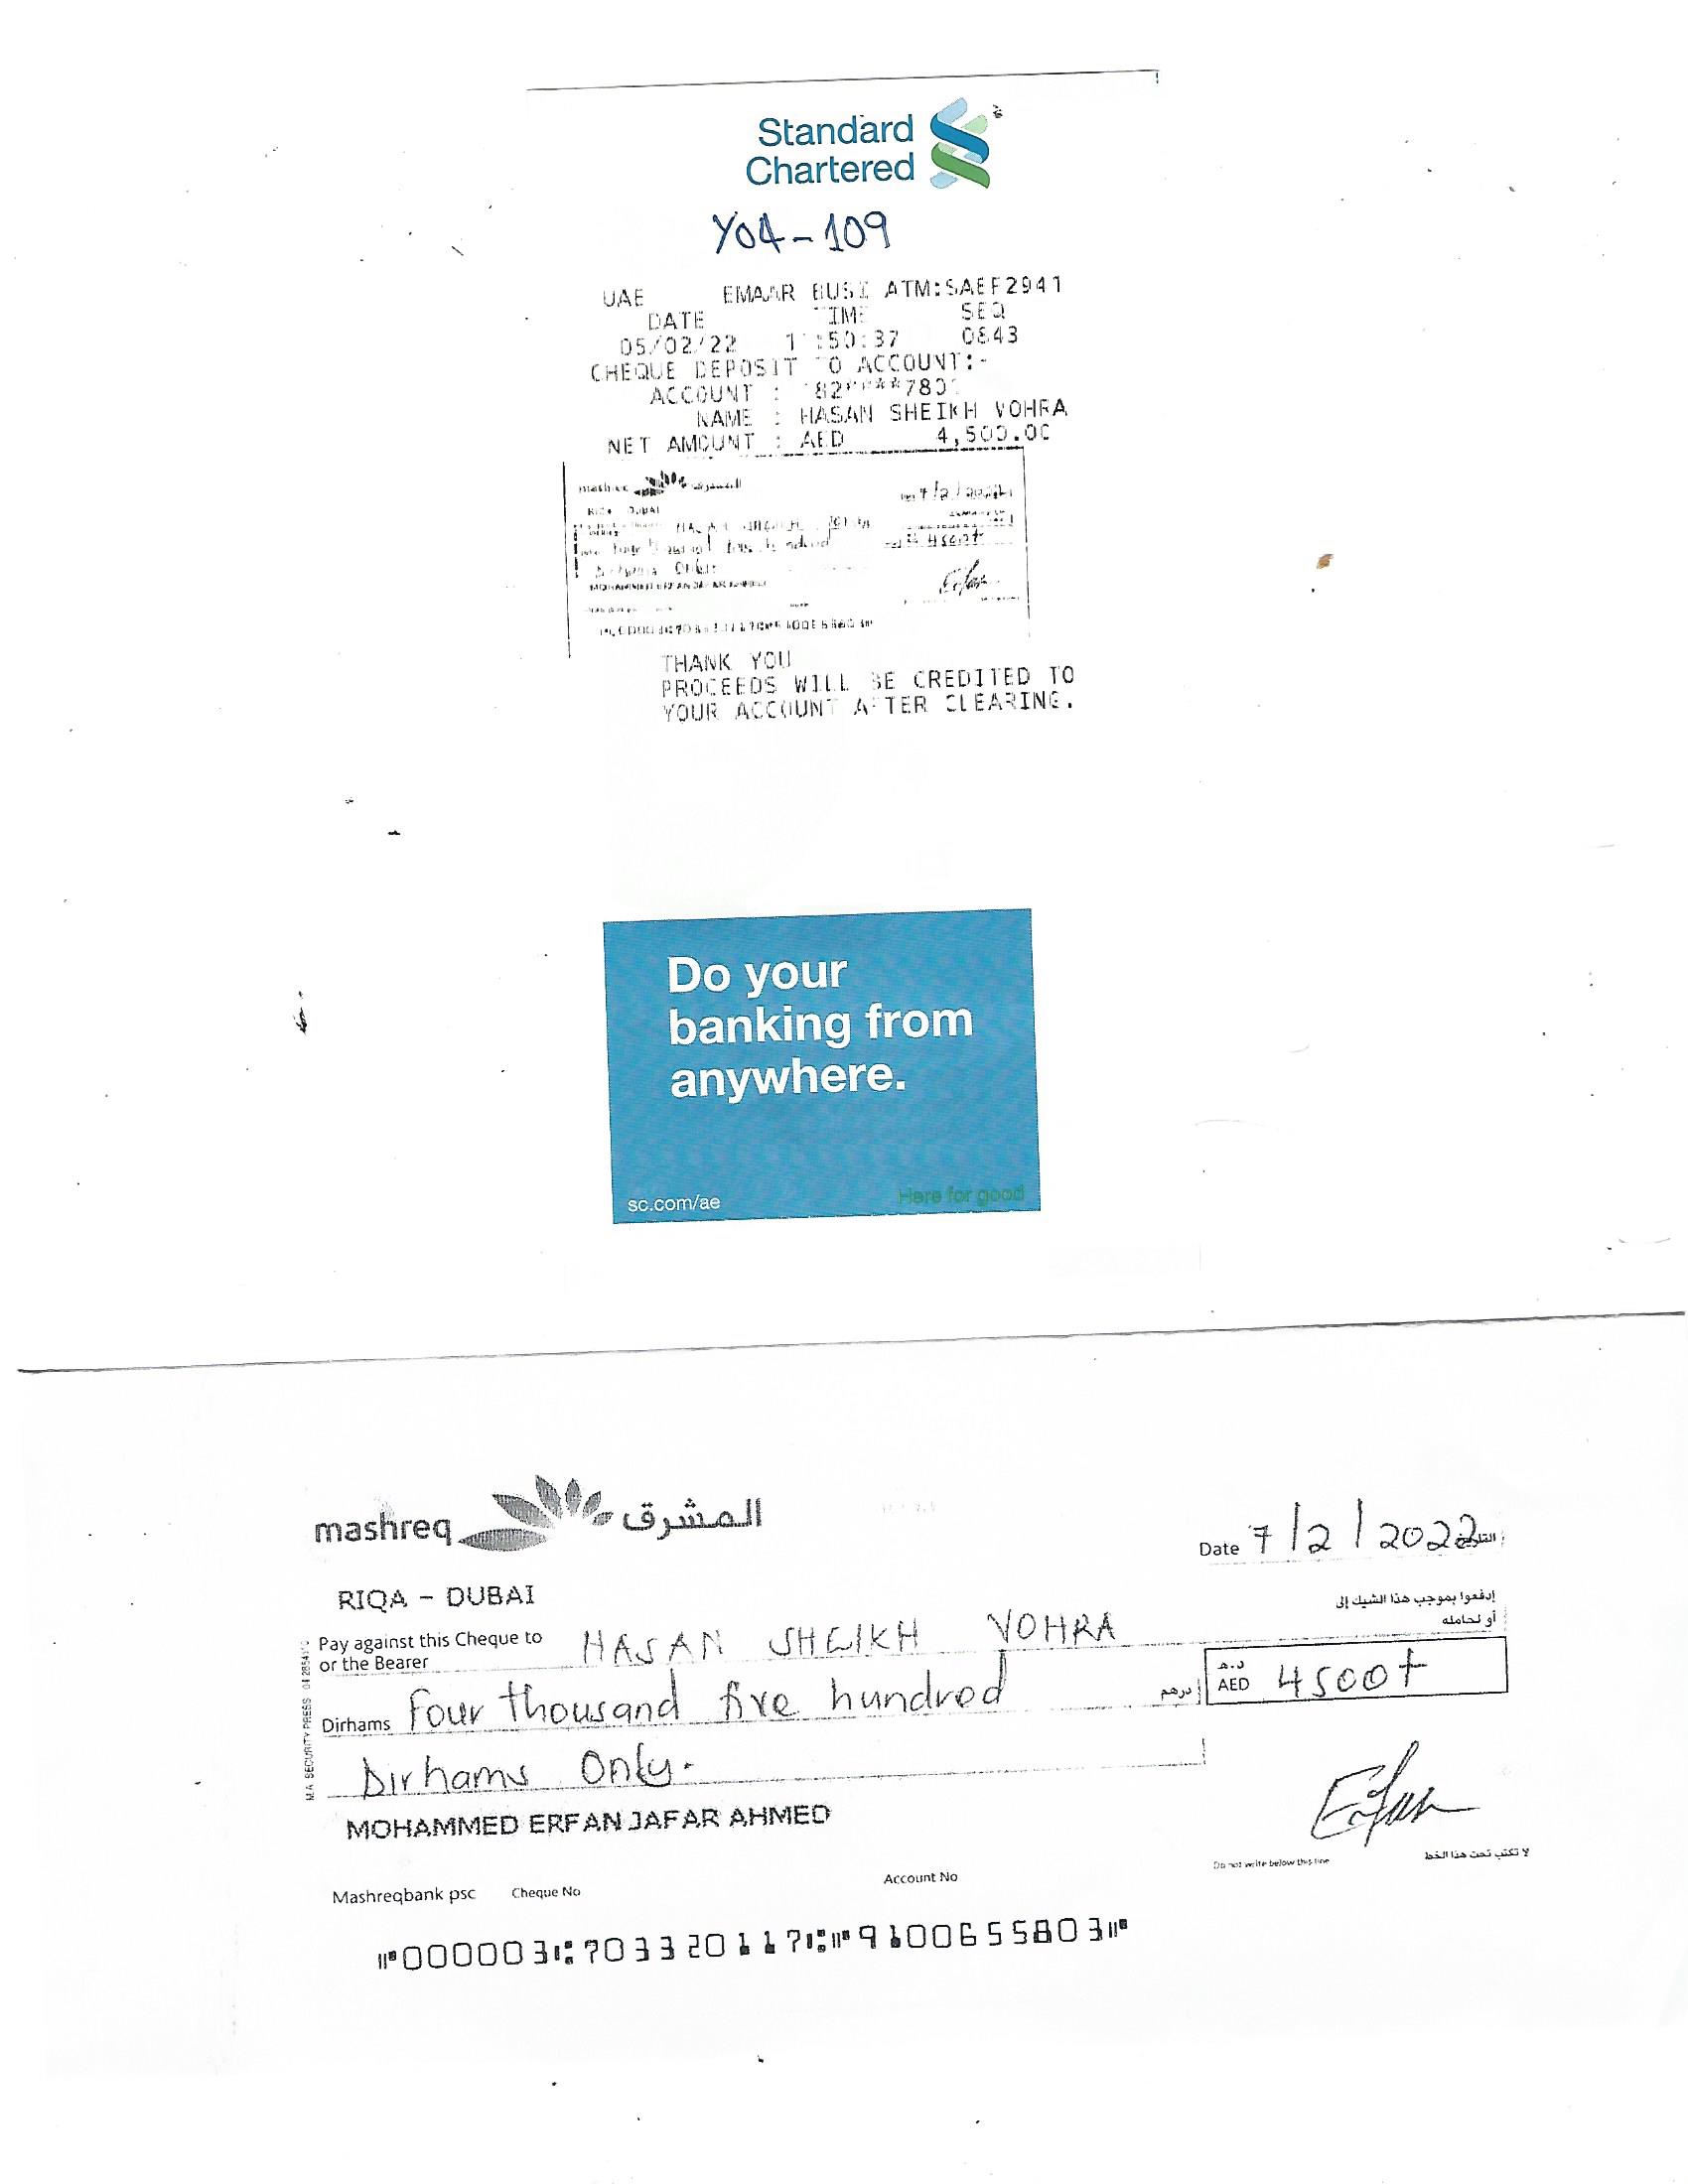 Standard
Chartered
Y04-109
UAE EMAAR BUSI ATM:SAEF2941
DATE TIME SEQ
05/02/22 :50:37 0843
CHEQUE DEPOSIT TO ACCOUNT:-
ACCOUNT :
NAME : HASAN SHEIKH VOHRA
NET AMOUNT : AED 4,500.00
mashreq المشرق
THANK YOU
PROCEEDS WILL BE CREDITED TO
YOUR ACCOUNT AFTER CLEARING.
Do your
banking from
anywhere.
sc.com/ae Here for good
mashreq المشرق
Date 7/2/2022 التاريخ
RIQA - DUBAI
إدفعوا بموجب هذا الشيك إلى
أو لحامله
Pay against this Cheque to
or the Bearer
HASAN SHEIKH VOHRA
Dirhams Four thousand five hundred درهم
د.م AED 4500/-
Dirhams Only.
MOHAMMED ERFAN JAFAR AHMED
Erfan
Do not write below this line لا تكتب تحت هذا الخط
Mashreqbank psc Cheque No Account No
⑈000003⑆703320117⑆⑈9100655803⑈
M.A. SECURITY PRESS